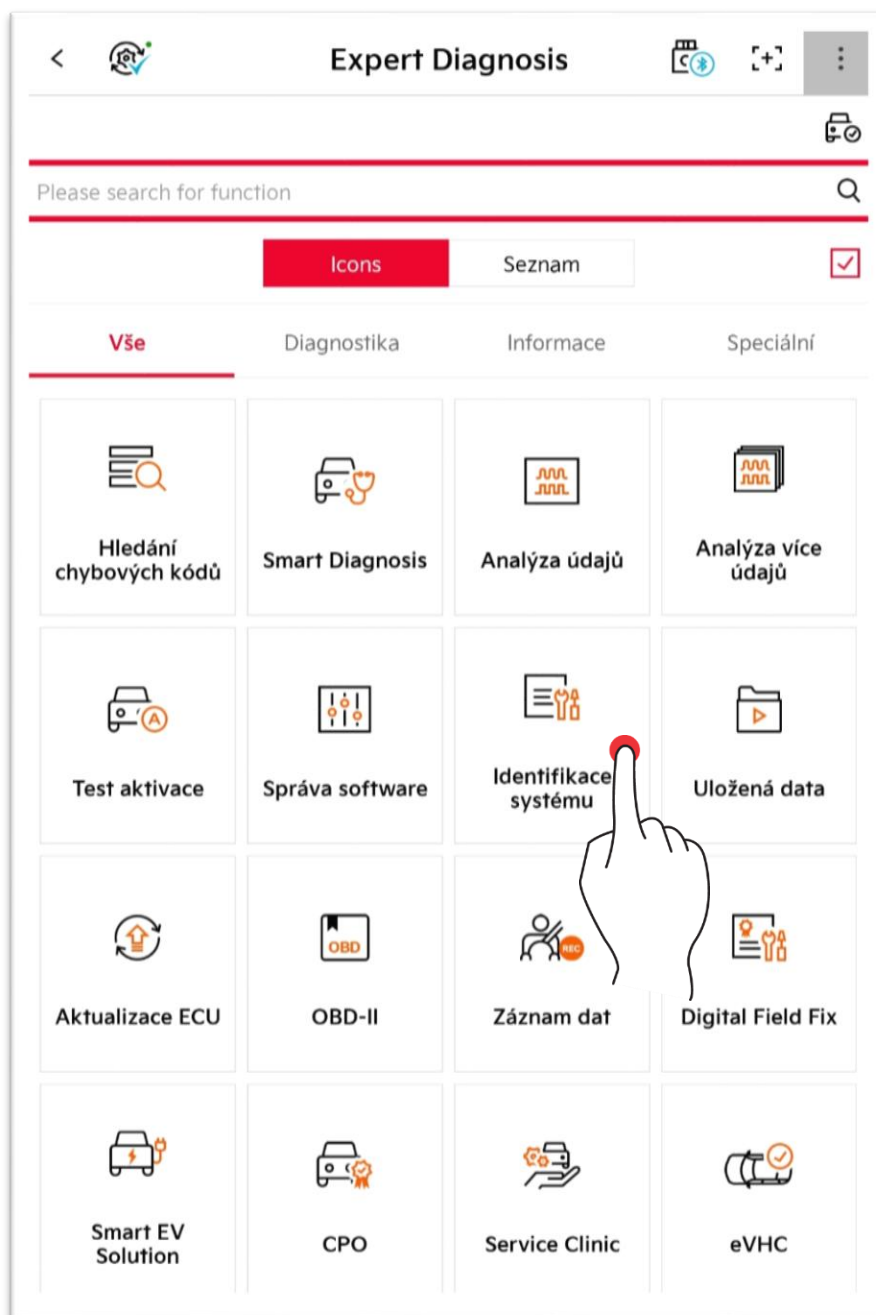 Expert Diagnosis
Please search for function
Icons
Seznam
Vše
Diagnostika
Informace
Speciální
Hledání
chybových kódů
Smart Diagnosis
Analýza údajů
Analýza více
údajů
Test aktivace
Správa software
Identifikace
systému
Uložená data
Aktualizace ECU
OBD
OBD-II
REC
Záznam dat
Digital Field Fix
Smart EV
Solution
CPO
Service Clinic
eVHC